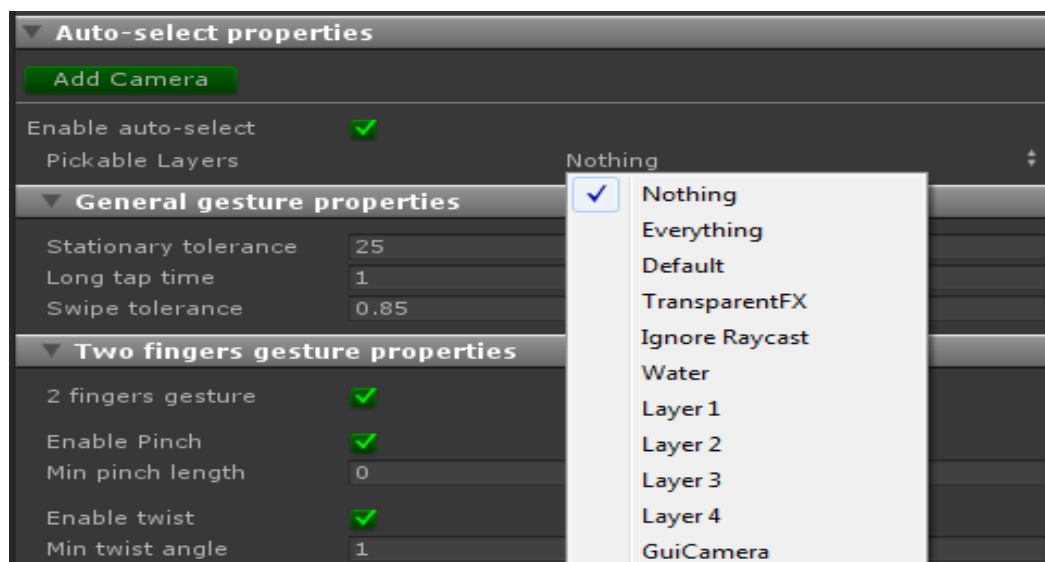 Auto-select properties
Add Camera
Enable auto-select
Pickable Layers Nothing
General gesture properties
Stationary tolerance 25
Long tap time 1
Swipe tolerance 0.85
Two fingers gesture properties
2 fingers gesture
Enable Pinch
Min pinch length 0
Enable twist
Min twist angle 1
Nothing
Everything
Default
TransparentFX
Ignore Raycast
Water
Layer 1
Layer 2
Layer 3
Layer 4
GuiCamera